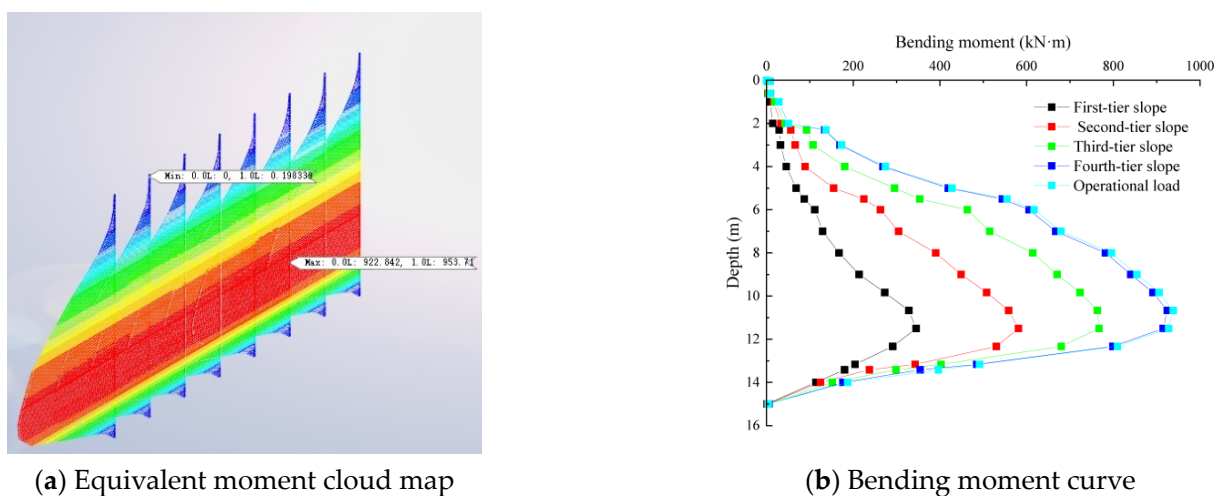 Min: 0.0L: 0, 1.0L: 0.198339
Max: 0.0L: 922.842, 1.0L: 953.71
(a) Equivalent moment cloud map
Bending moment (kN·m)
0 200 400 600 800 1000
0
2
4
6
8
10
12
14
16
Depth (m)
First-tier slope
Second-tier slope
Third-tier slope
Fourth-tier slope
Operational load
(b) Bending moment curve